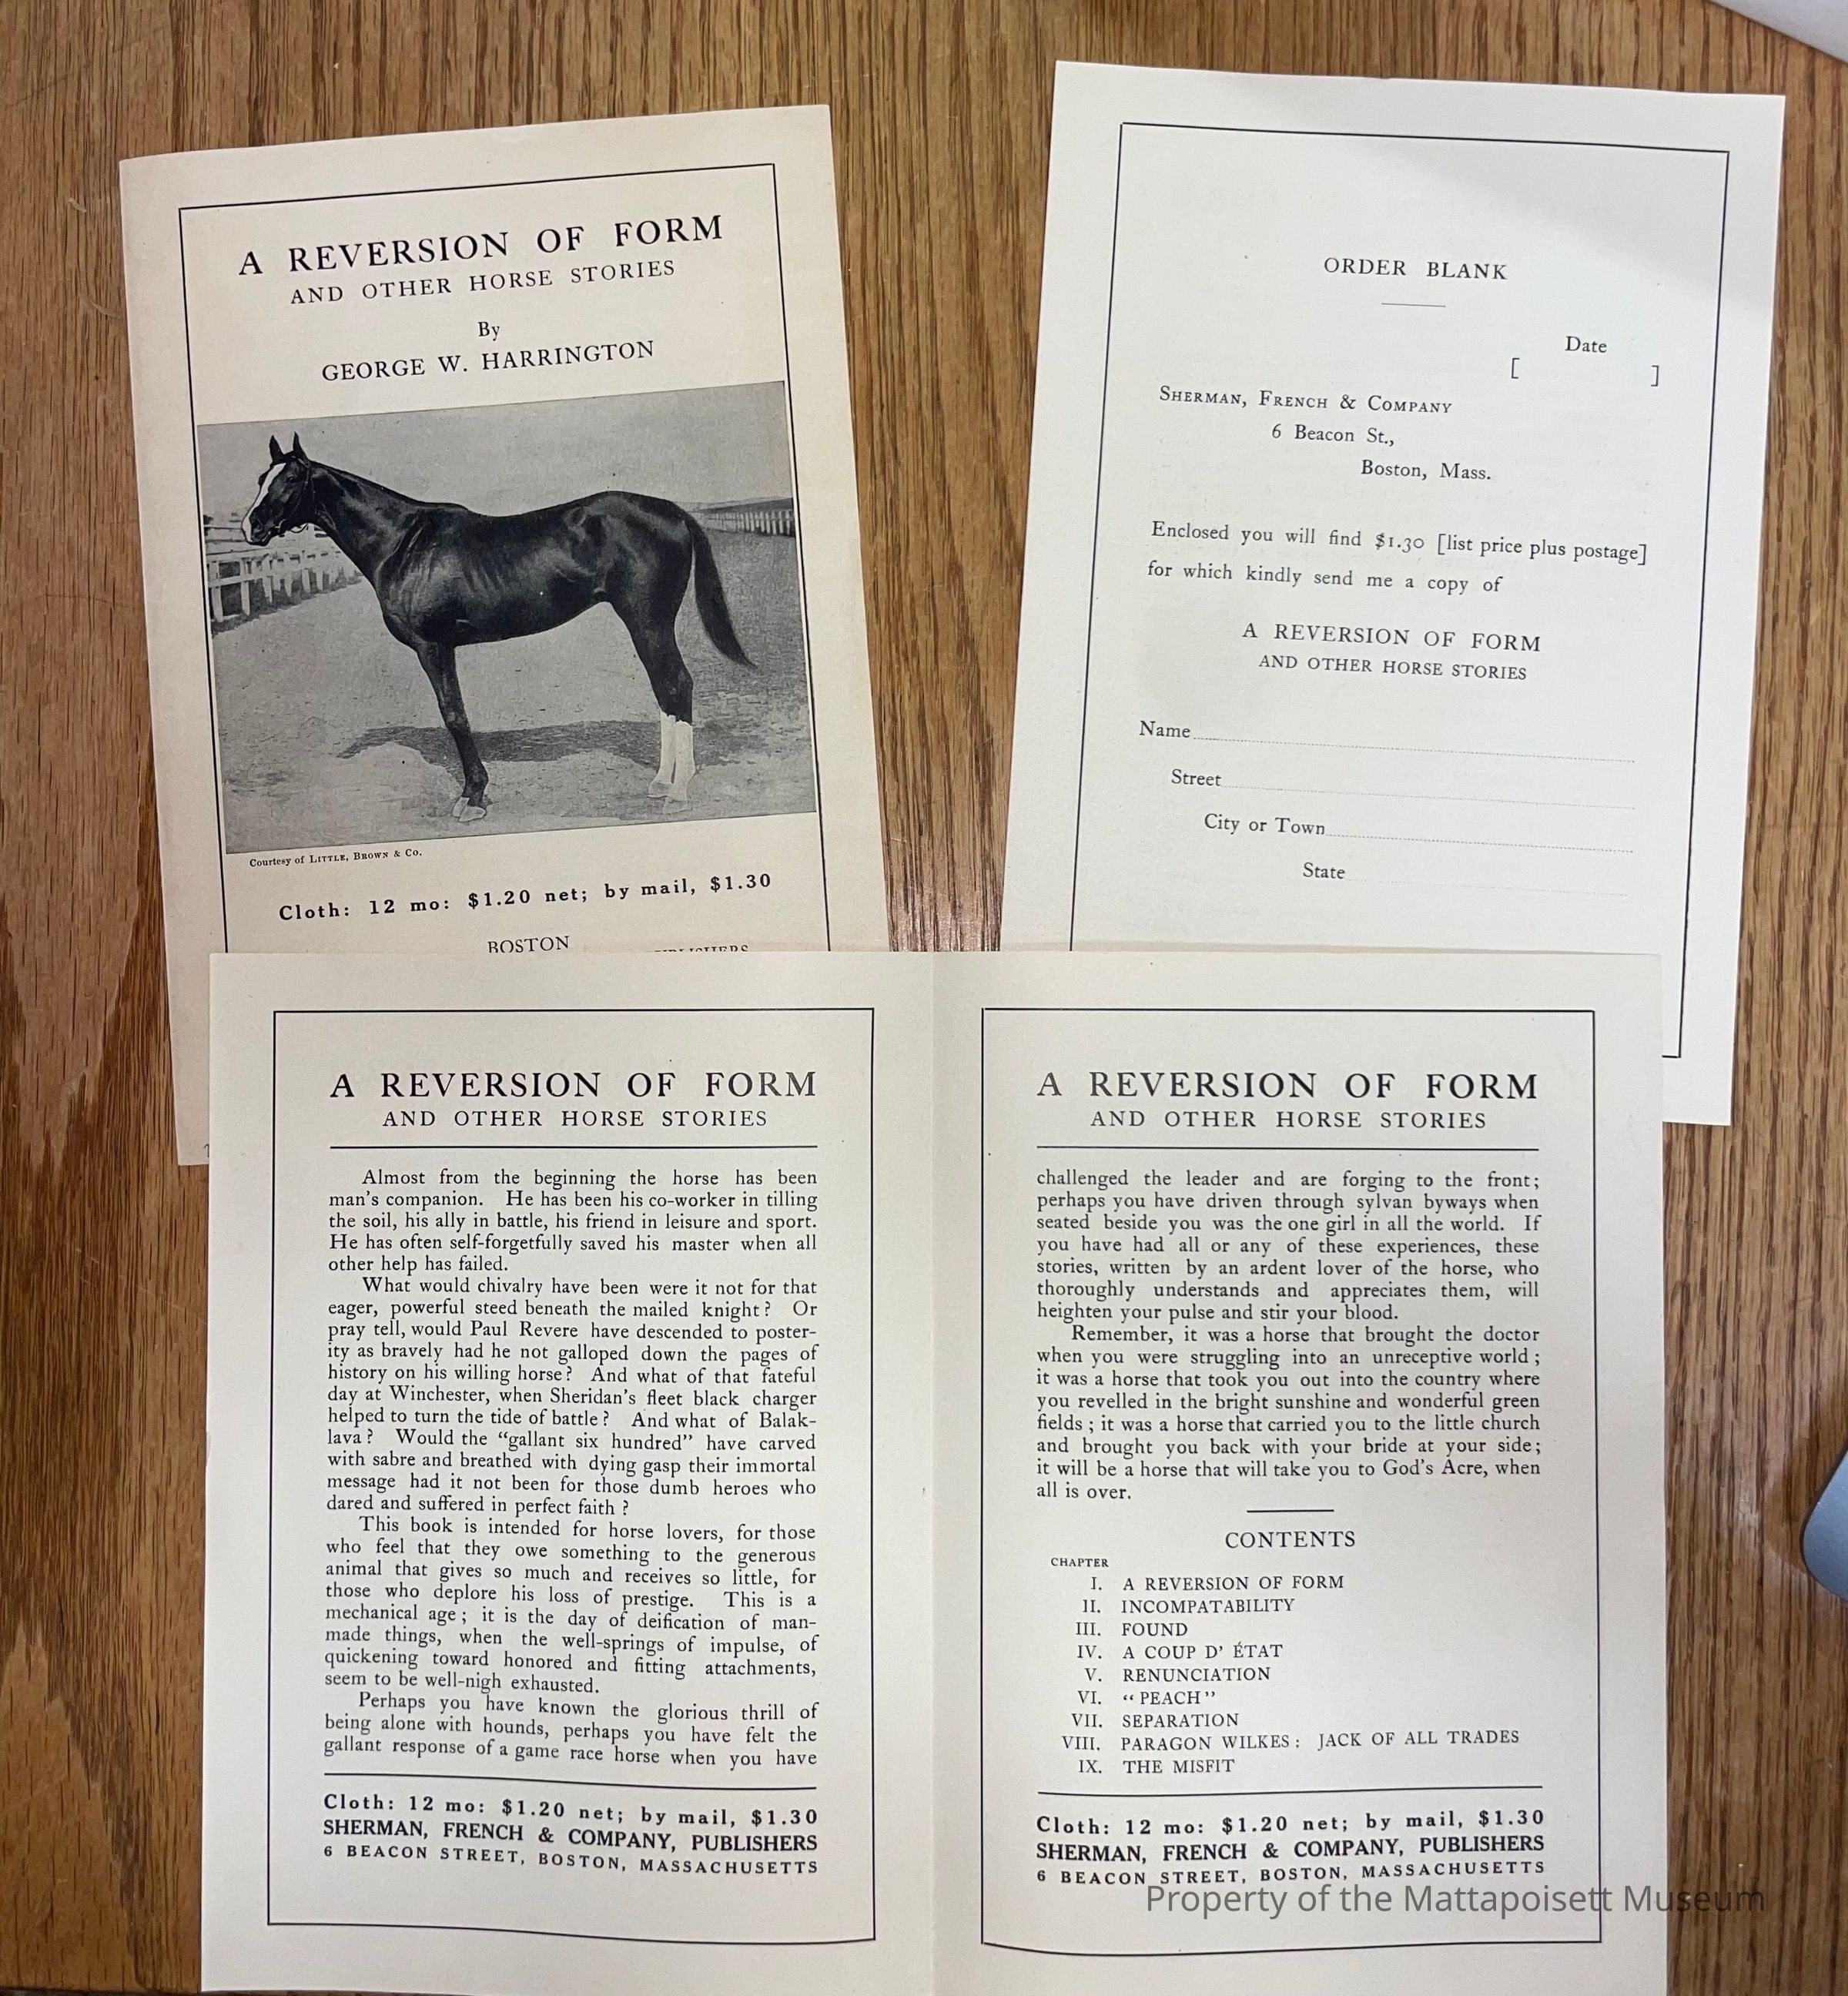 A REVERSION OF FORM
AND OTHER HORSE STORIES
By
GEORGE W. HARRINGTON
Courtesy of LITTLE, BROWN & CO.
Cloth: 12 mo: $1.20 net; by mail, $1.30
BOSTON
ORDER BLANK
Date
[ ]
SHERMAN, FRENCH & COMPANY
6 Beacon St.,
Boston, Mass.
Enclosed you will find $1.30 [list price plus postage]
for which kindly send me a copy of
A REVERSION OF FORM
AND OTHER HORSE STORIES
Name
Street
City or Town
State
A REVERSION OF FORM
AND OTHER HORSE STORIES
Almost from the beginning the horse has been
man's companion. He has been his co-worker in tilling
the soil, his ally in battle, his friend in leisure and sport.
He has often self-forgetfully saved his master when all
other help has failed.
What would chivalry have been were it not for that
eager, powerful steed beneath the mailed knight? Or
pray tell, would Paul Revere have descended to poster-
ity as bravely had he not galloped down the pages of
history on his willing horse? And what of that fateful
day at Winchester, when Sheridan's fleet black charger
helped to turn the tide of battle? And what of Balak-
lava? Would the "gallant six hundred" have carved
with sabre and breathed with dying gasp their immortal
message had it not been for those dumb heroes who
dared and suffered in perfect faith?
This book is intended for horse lovers, for those
who feel that they owe something to the generous
animal that gives so much and receives so little, for
those who deplore his loss of prestige. This is a
mechanical age; it is the day of deification of man-
made things, when the well-springs of impulse, of
quickening toward honored and fitting attachments,
seem to be well-nigh exhausted.
Perhaps you have known the glorious thrill of
being alone with hounds, perhaps you have felt the
gallant response of a game race horse when you have
Cloth: 12 mo: $1.20 net; by mail, $1.30
SHERMAN, FRENCH & COMPANY, PUBLISHERS
6 BEACON STREET, BOSTON, MASSACHUSETTS
A REVERSION OF FORM
AND OTHER HORSE STORIES
challenged the leader and are forging to the front;
perhaps you have driven through sylvan byways when
seated beside you was the one girl in all the world. If
you have had all or any of these experiences, these
stories, written by an ardent lover of the horse, who
thoroughly understands and appreciates them, will
heighten your pulse and stir your blood.
Remember, it was a horse that brought the doctor
when you were struggling into an unreceptive world;
it was a horse that took you out into the country where
you revelled in the bright sunshine and wonderful green
fields; it was a horse that carried you to the little church
and brought you back with your bride at your side;
it will be a horse that will take you to God's Acre, when
all is over.
CONTENTS
CHAPTER
I. A REVERSION OF FORM
II. INCOMPATABILITY
III. FOUND
IV. A COUP D' ÉTAT
V. RENUNCIATION
VI. "PEACH"
VII. SEPARATION
VIII. PARAGON WILKES: JACK OF ALL TRADES
IX. THE MISFIT
Cloth: 12 mo: $1.20 net; by mail, $1.30
SHERMAN, FRENCH & COMPANY, PUBLISHERS
6 BEACON STREET, BOSTON, MASSACHUSETTS
Property of the Mattapoisett Museum